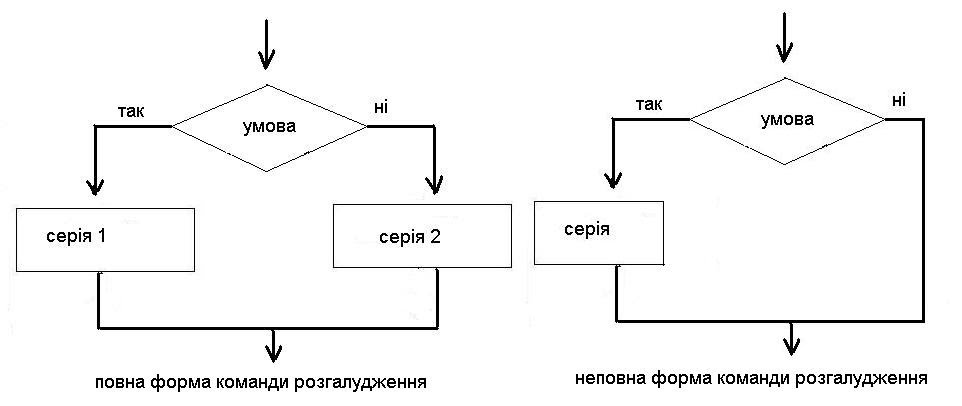 так
ні
умова
серія 1
серія 2
повна форма команди розгалудження
так
ні
умова
серія
неповна форма команди розгалудження